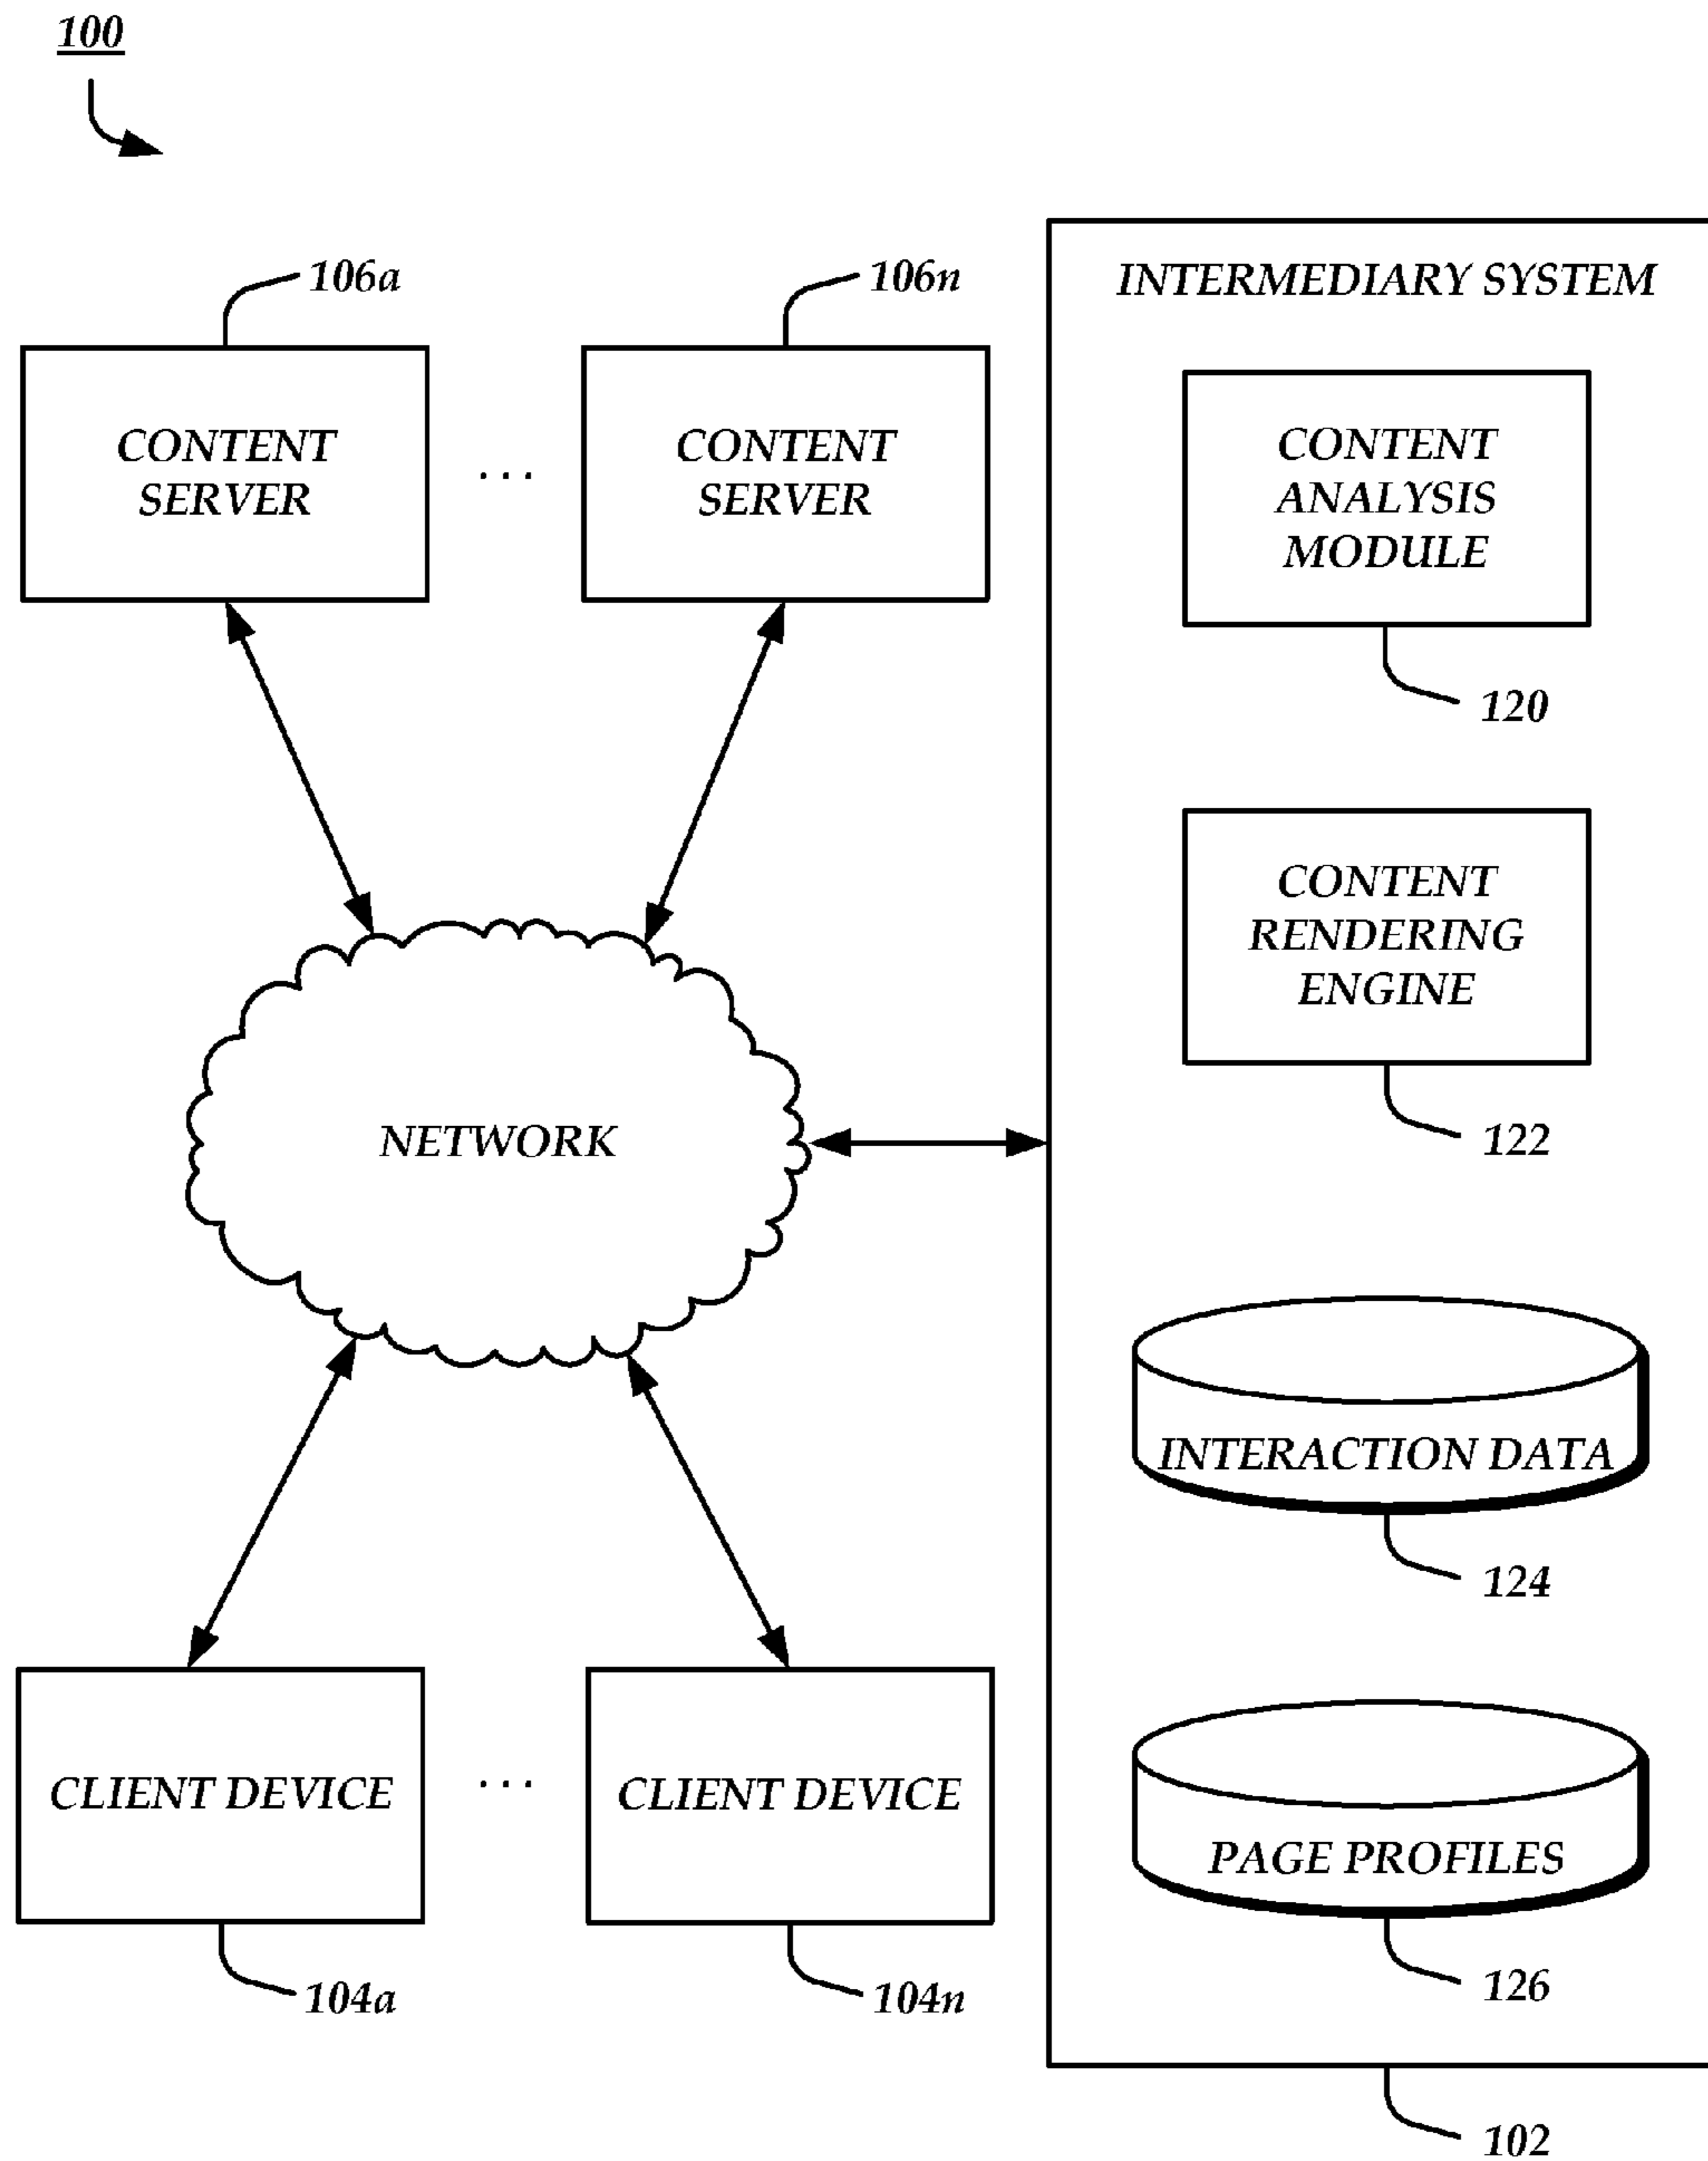 100
106a
106n
INTERMEDIARY SYSTEM
CONTENT
SERVER
...
CONTENT
SERVER
CONTENT
ANALYSIS
MODULE
120
CONTENT
RENDERING
ENGINE
122
NETWORK
INTERACTION DATA
124
CLIENT DEVICE
...
CLIENT DEVICE
PAGE PROFILES
104a
104n
126
102